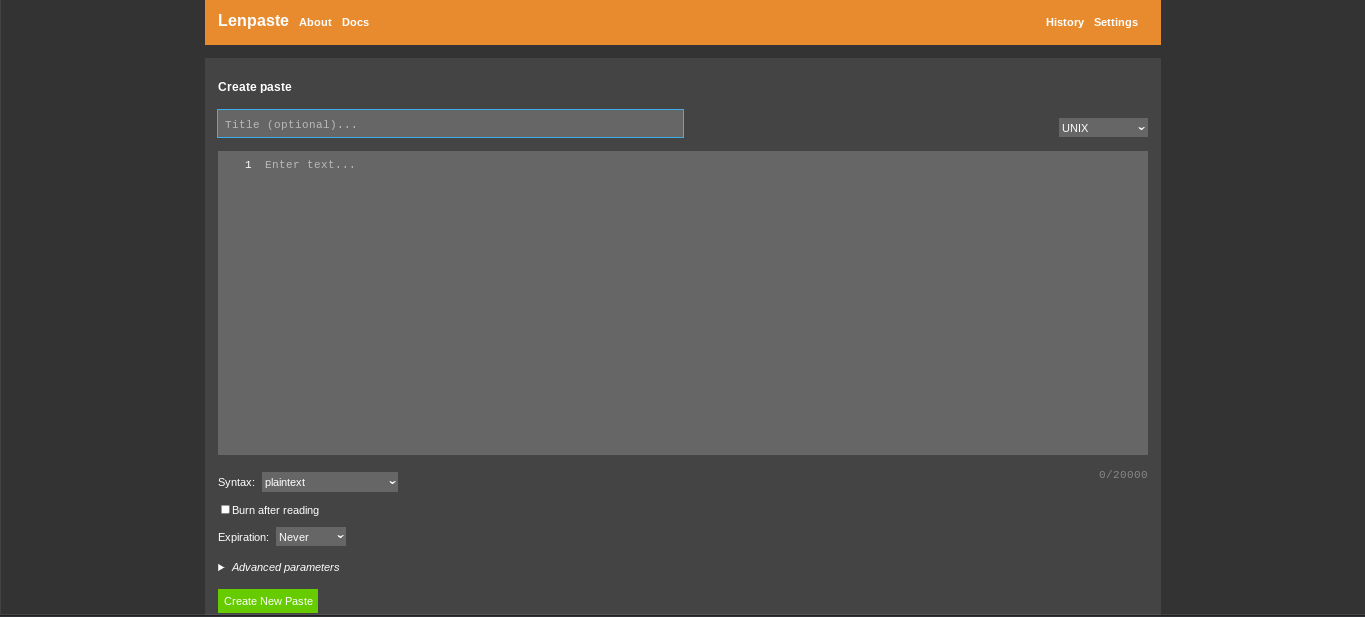 Lenpaste About Docs History Settings
Create paste
Title (optional)... UNIX
1 Enter text...
0/20000
Syntax: plaintext
Burn after reading
Expiration: Never
Advanced parameters
Create New Paste